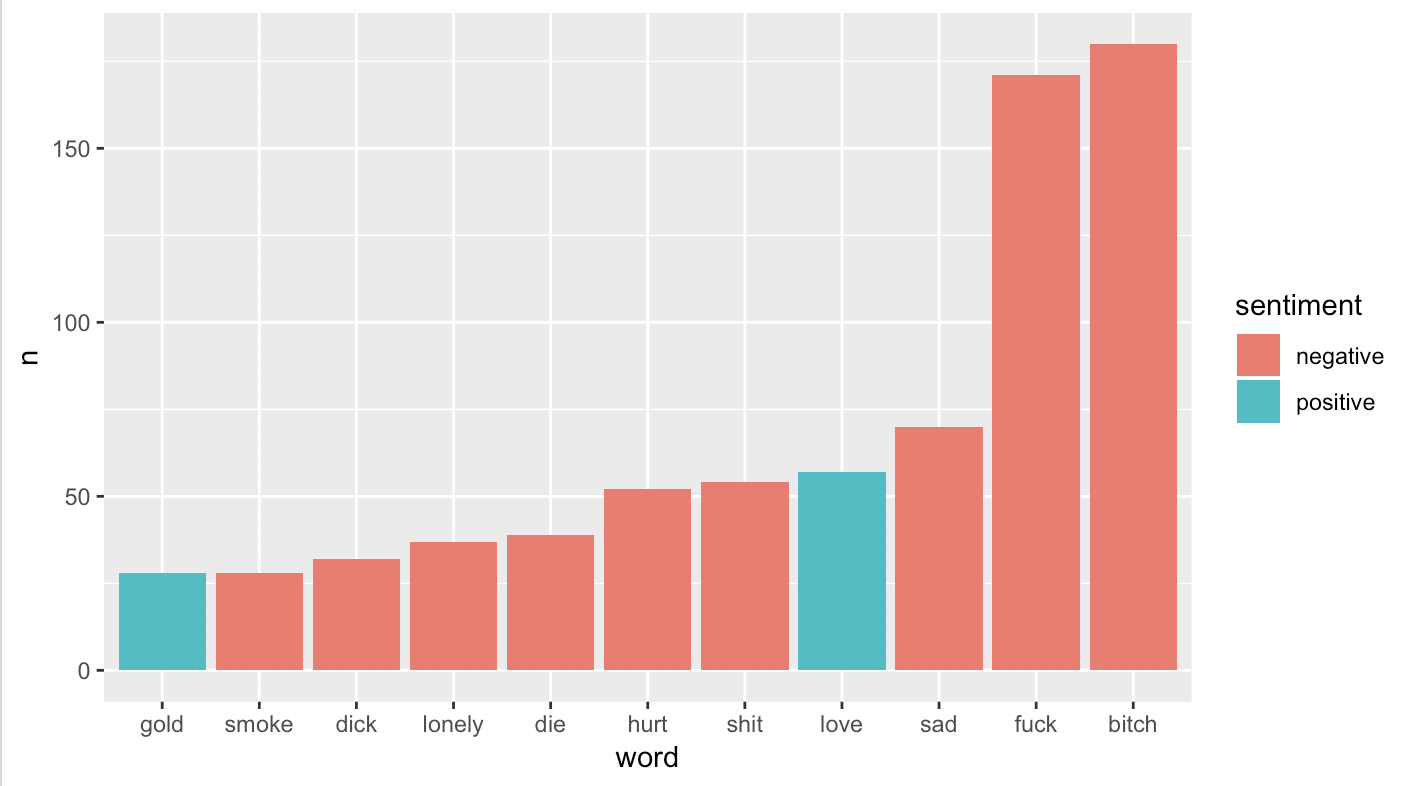 150
100
50
0
n
gold smoke dick lonely die hurt shit love sad fuck bitch
word
sentiment
negative
positive